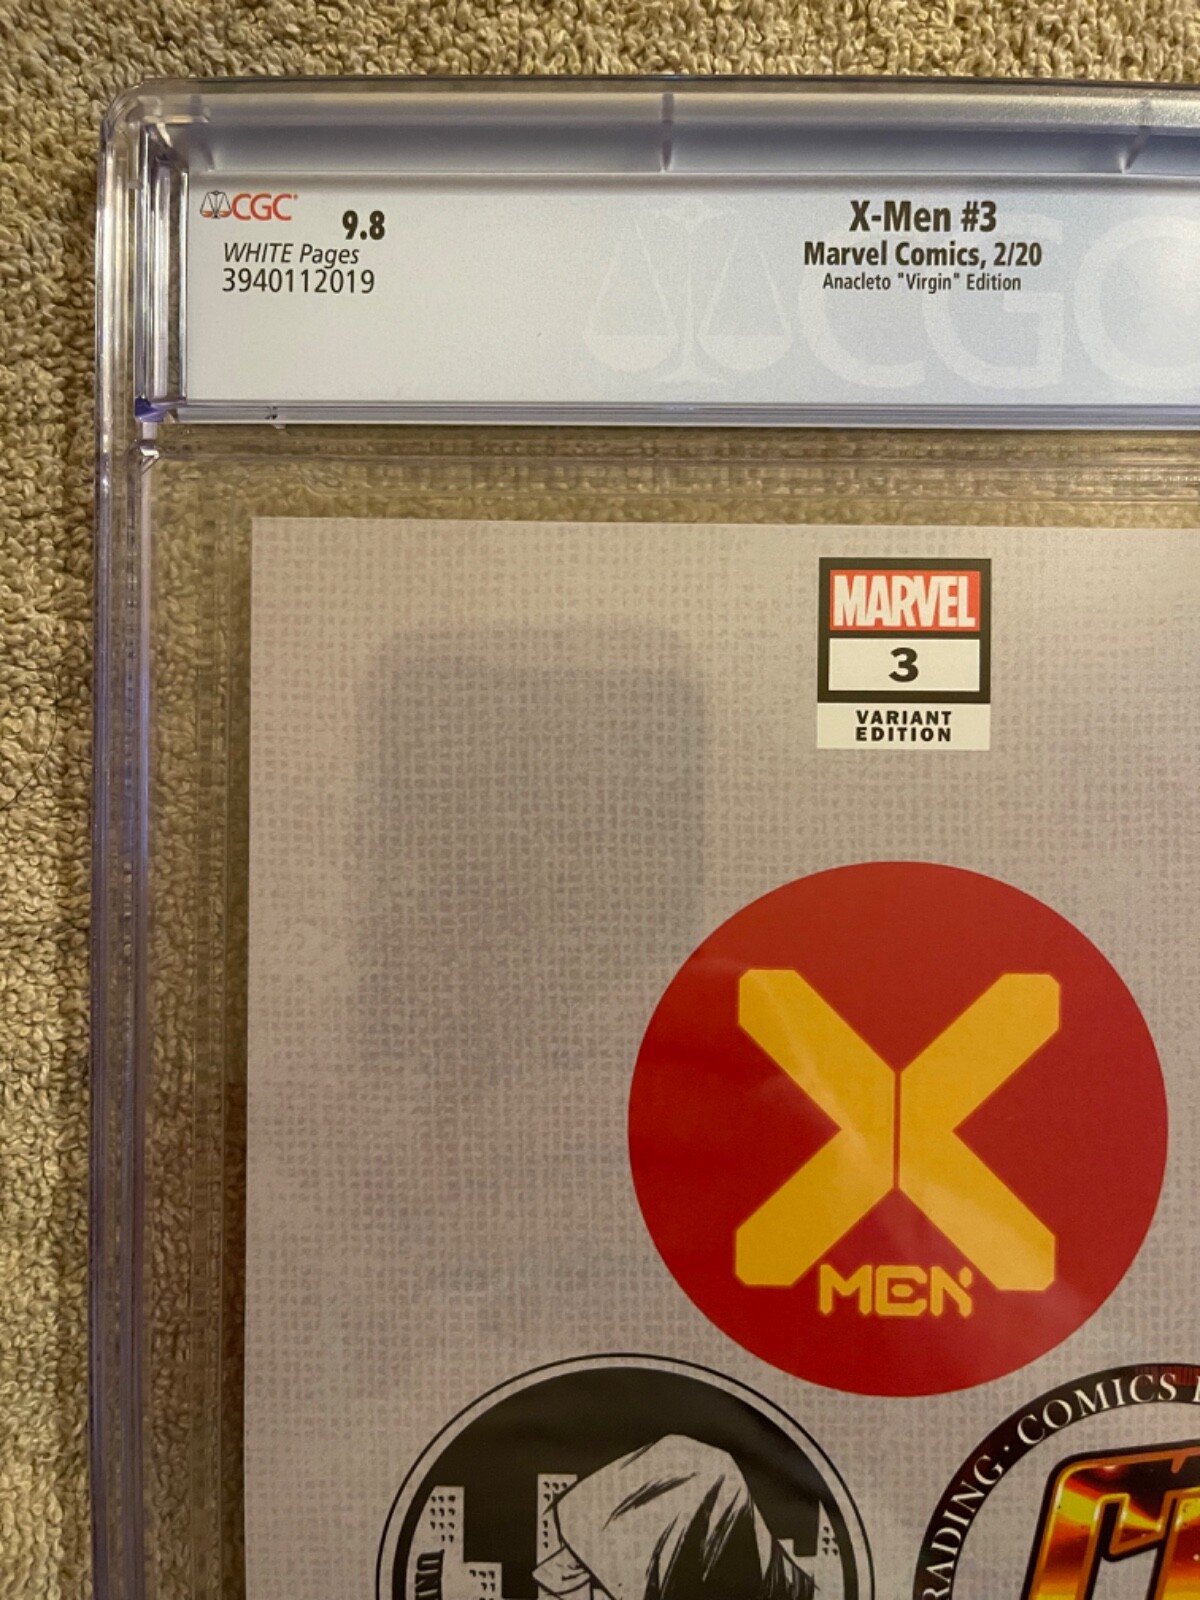 CGC
9.8
WHITE Pages
3940112019
X-Men #3
Marvel Comics, 2/20
Anacleto "Virgin" Edition
CGC
MARVEL
3
VARIANT
EDITION
X
MEN
TRADING · COMICS